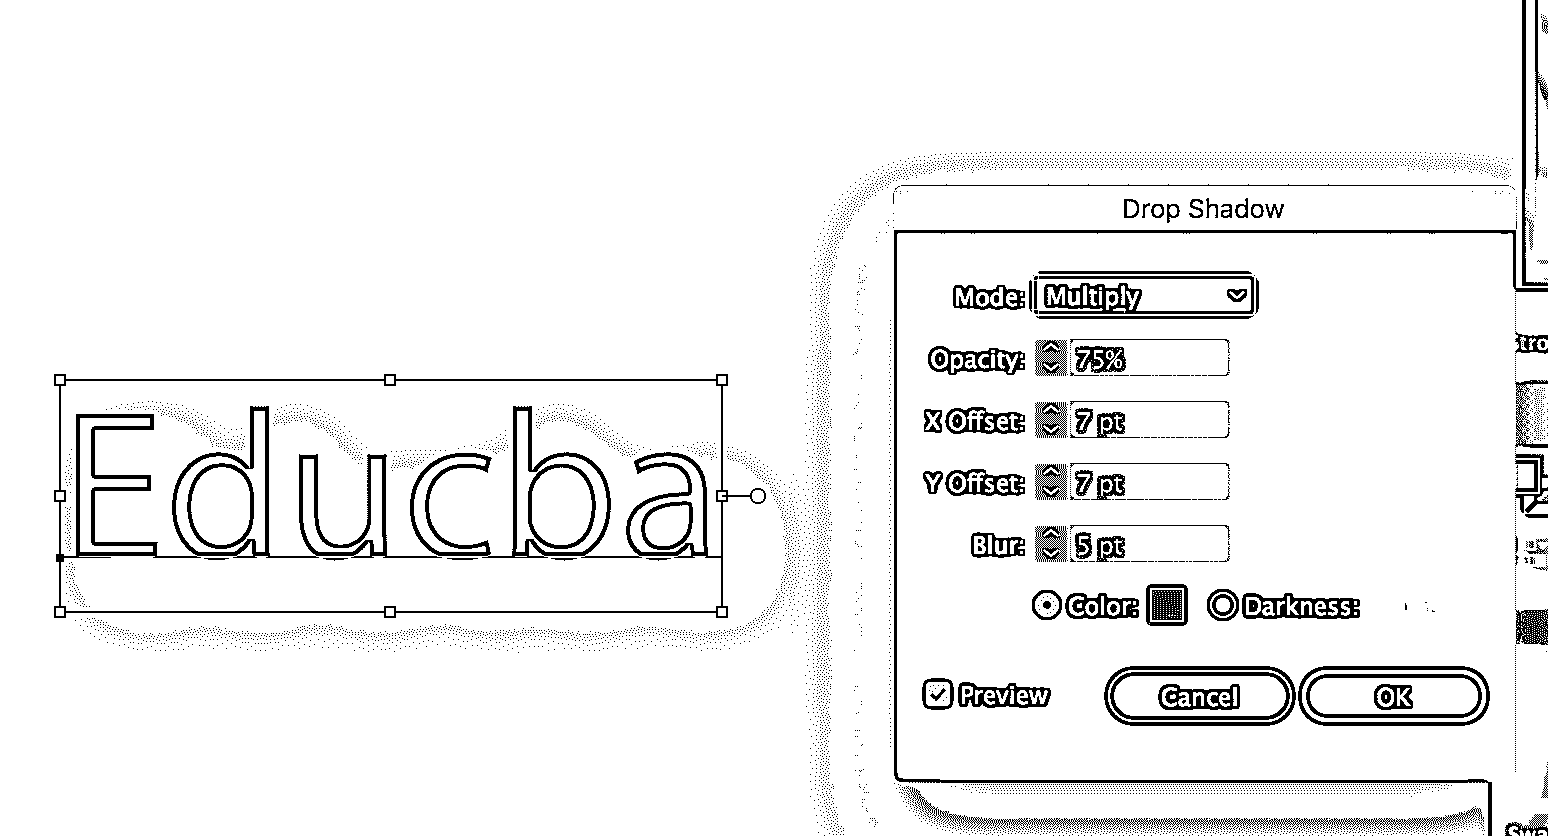 Drop Shadow
Mode: Multiply
Opacity: 75%
X Offset: 7 pt
Y Offset: 7 pt
Blur: 5 pt
Color: Darkness:
Preview Cancel OK
Educba